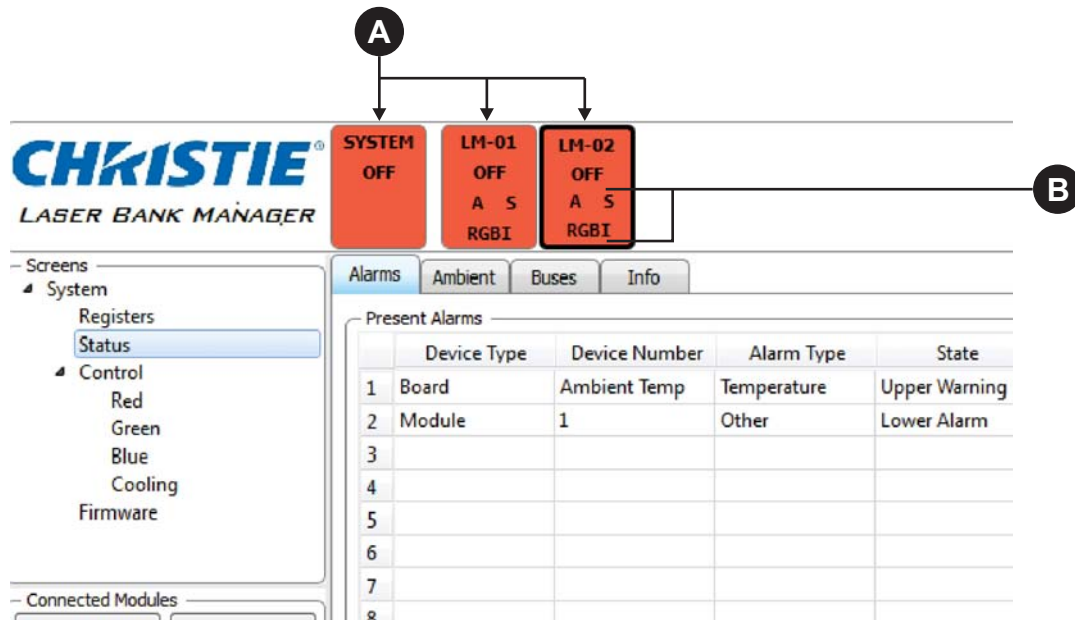 A
CHRISTIE®
LASER BANK MANAGER
SYSTEM
OFF
LM-01
OFF
A S
RGBI
LM-02
OFF
A S
RGBI
B
Screens
System
Registers
Status
Control
Red
Green
Blue
Cooling
Firmware
Connected Modules
Alarms Ambient Buses Info
Present Alarms
Device Type Device Number Alarm Type State
1 Board Ambient Temp Temperature Upper Warning
2 Module 1 Other Lower Alarm
3
4
5
6
7
8